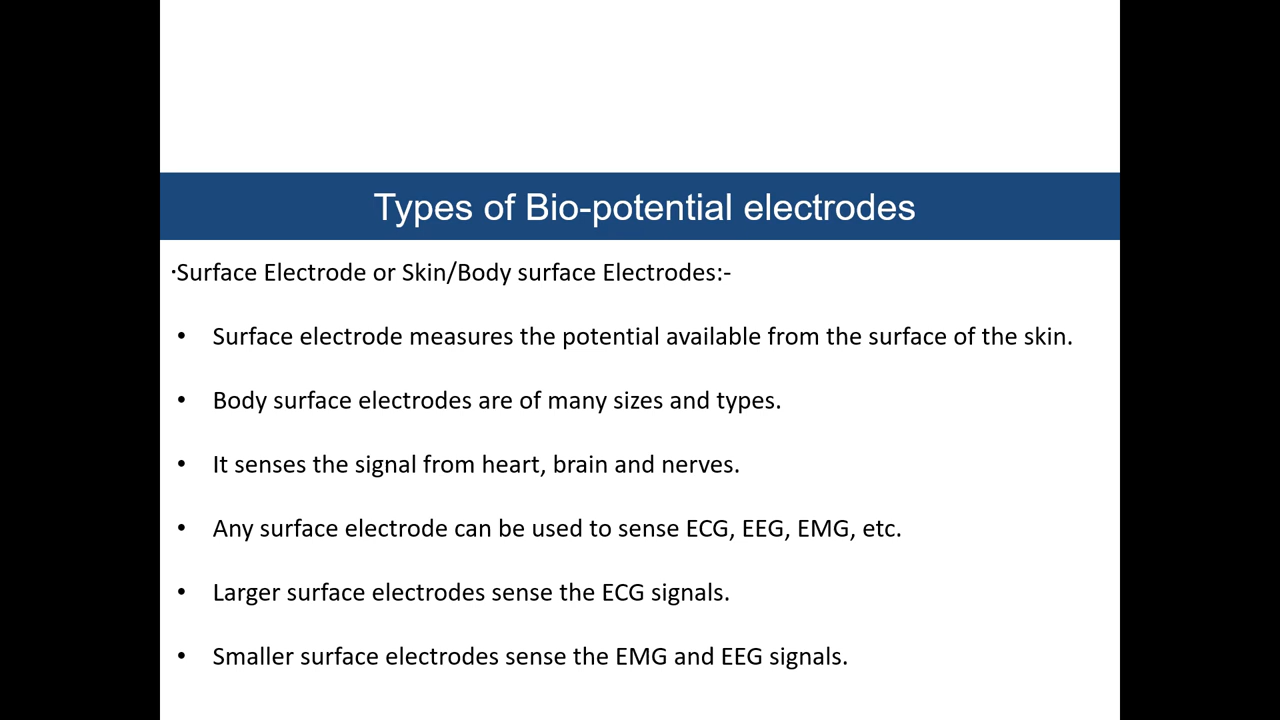 Types of Bio-potential electrodes
·Surface Electrode or Skin/Body surface Electrodes:-
• Surface electrode measures the potential available from the surface of the skin.
• Body surface electrodes are of many sizes and types.
• It senses the signal from heart, brain and nerves.
• Any surface electrode can be used to sense ECG, EEG, EMG, etc.
• Larger surface electrodes sense the ECG signals.
• Smaller surface electrodes sense the EMG and EEG signals.